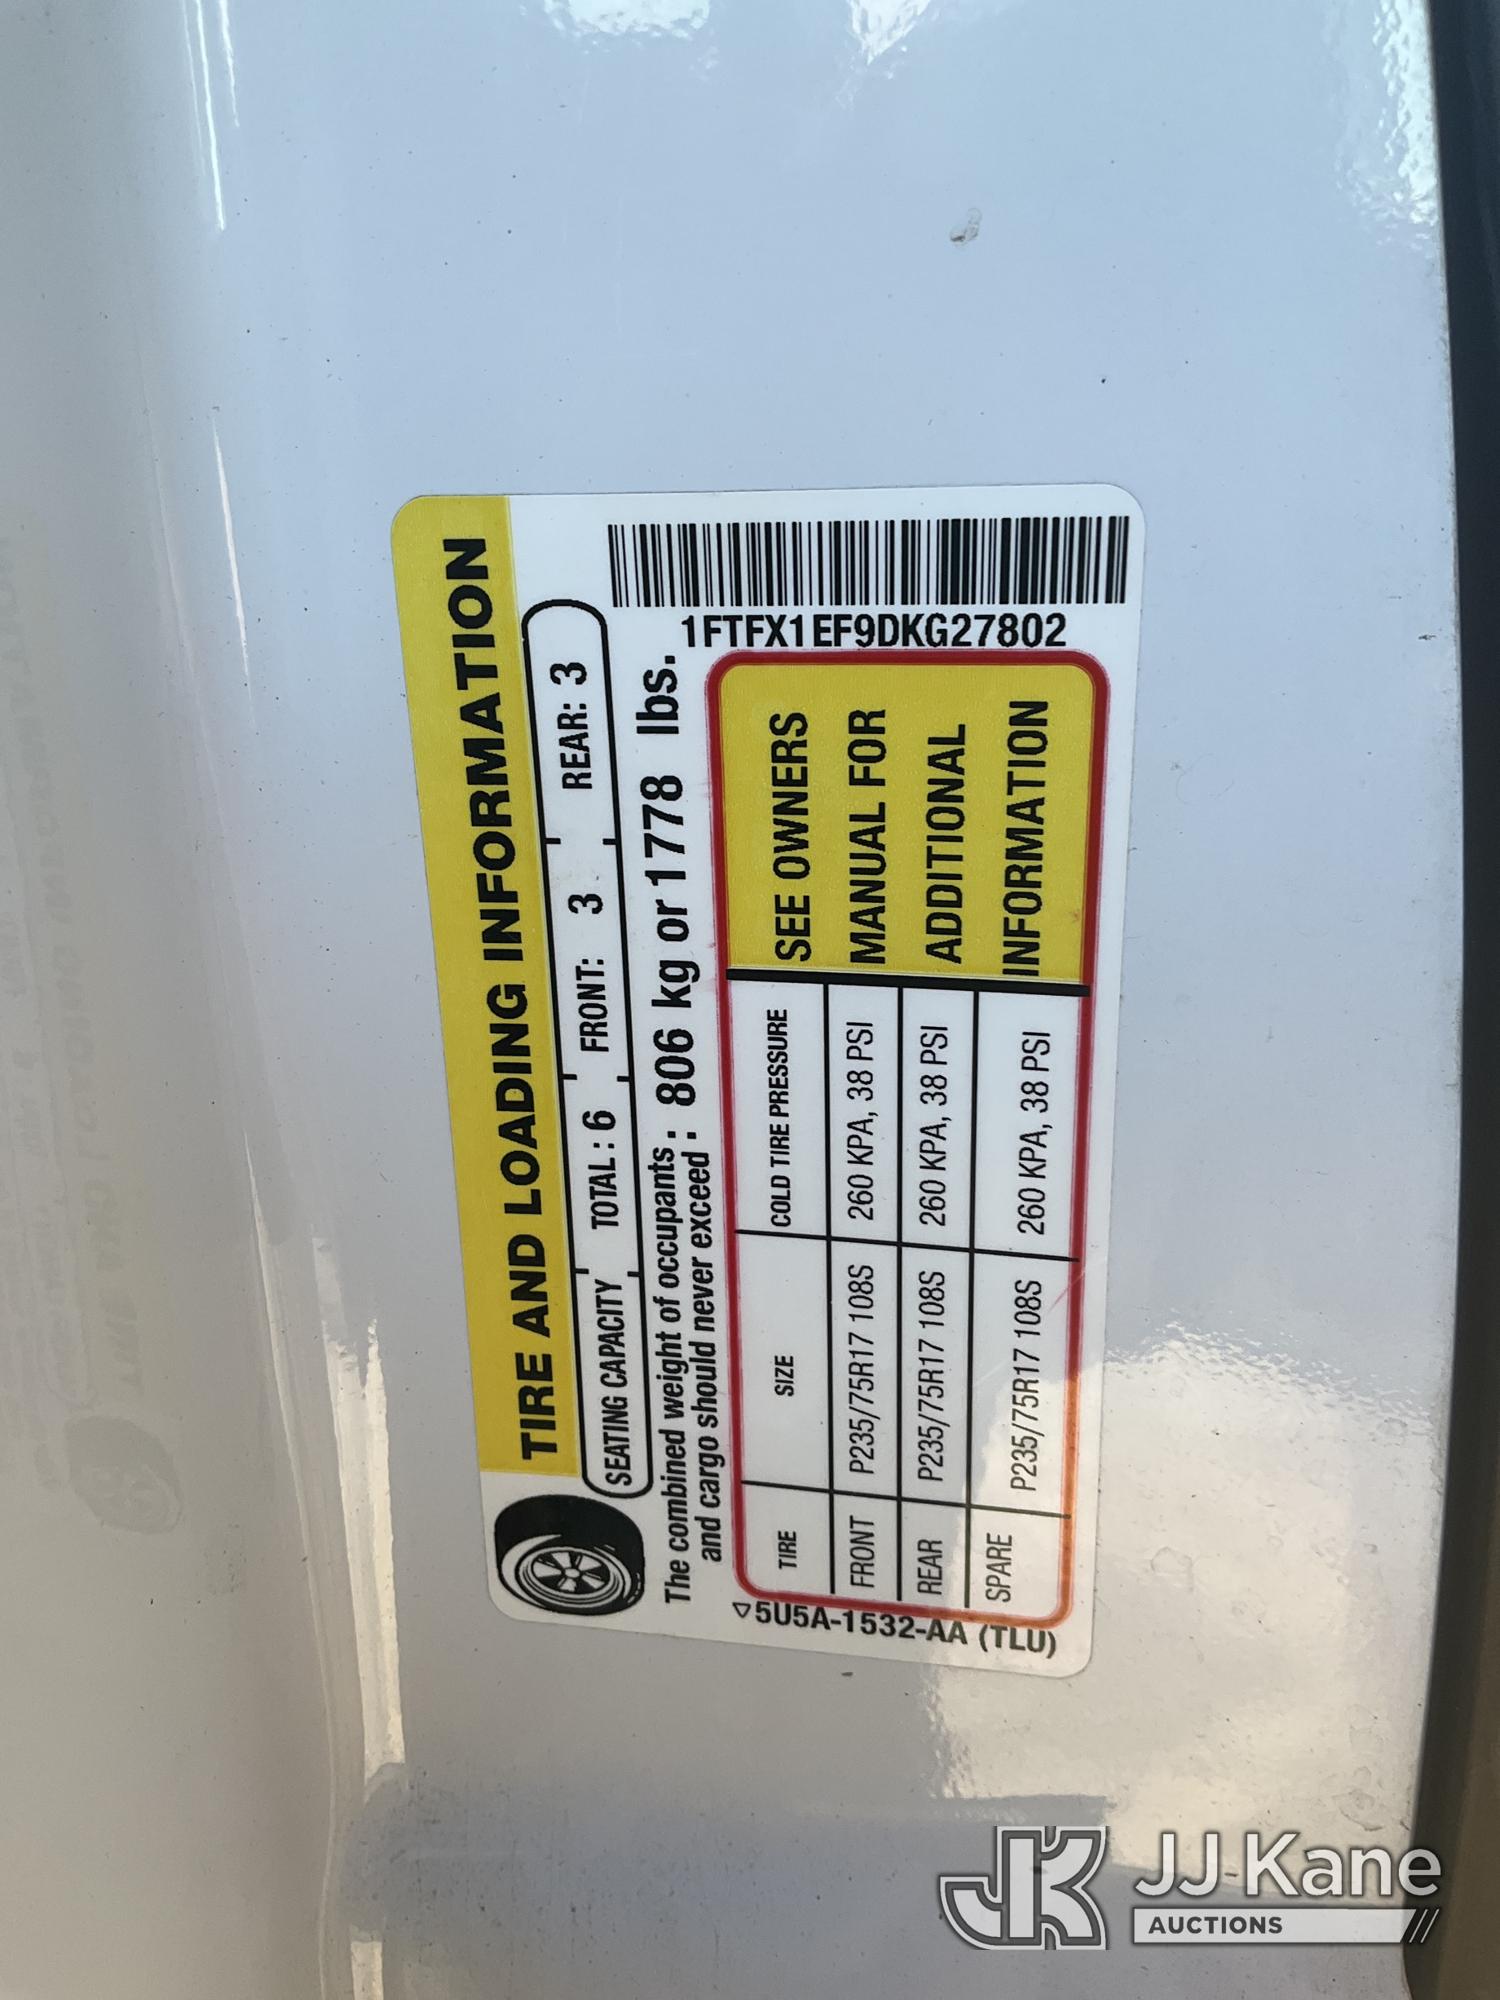 TIRE AND LOADING INFORMATION
SEATING CAPACITY TOTAL : 6 FRONT: 3 REAR: 3
The combined weight of occupants
and cargo should never exceed : 806 kg or 1778 lbs.
1FTFX1EF9DKG27802
TIRE SIZE COLD TIRE PRESSURE
FRONT P235/75R17 108S 260 KPA, 38 PSI
REAR P235/75R17 108S 260 KPA, 38 PSI
SPARE P235/75R17 108S 260 KPA, 38 PSI
SEE OWNERS
MANUAL FOR
ADDITIONAL
INFORMATION
5U5A-1532-AA (TLU)
JK JJ Kane
AUCTIONS